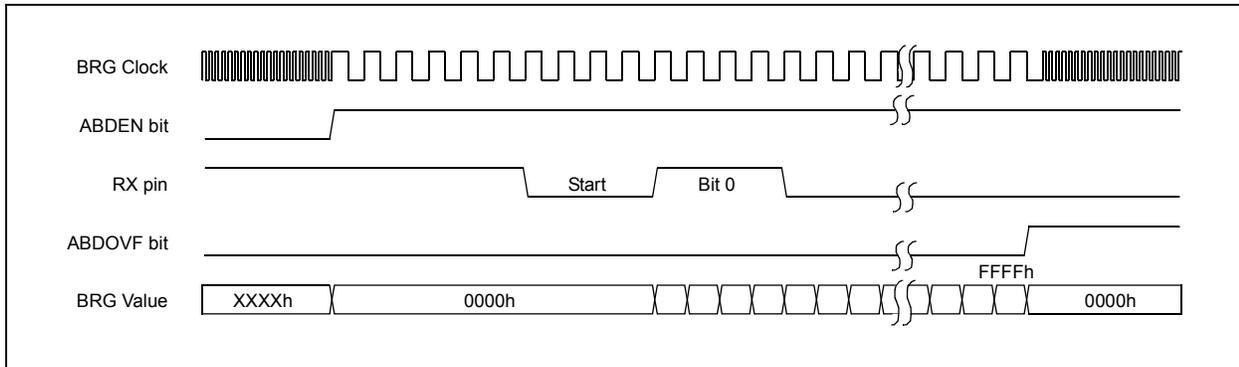 BRG Clock
ABDEN bit
RX pin
Start
Bit 0
ABDOVF bit
FFFFh
BRG Value
XXXXh
0000h
0000h